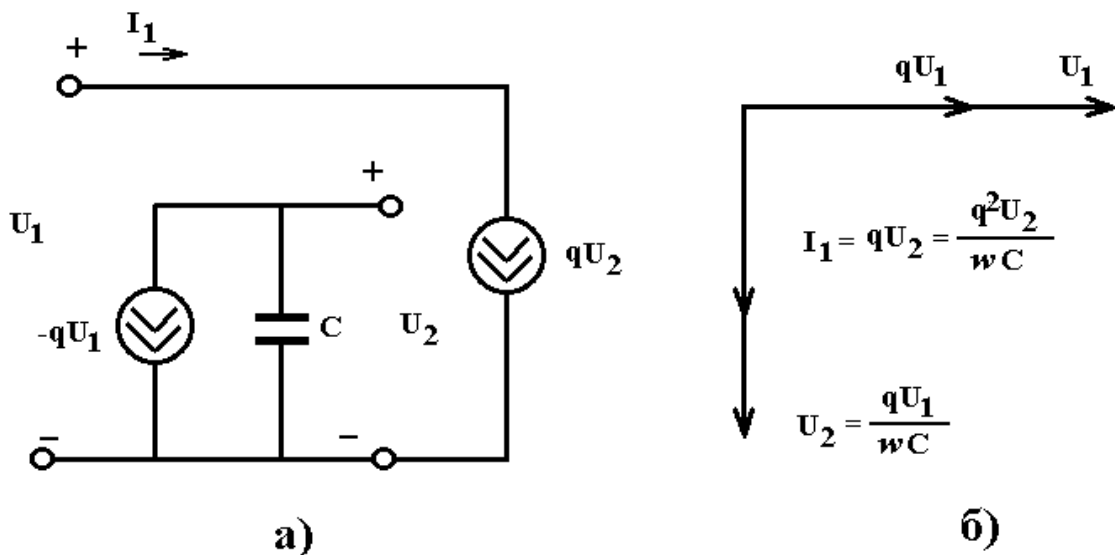 I₁
+
qU₁ U₁
+
U₁
I₁ = qU₂ = q²U₂ / wC
qU₂
-qU₁
C
U₂
U₂ = qU₁ / wC
−
−
а)
б)